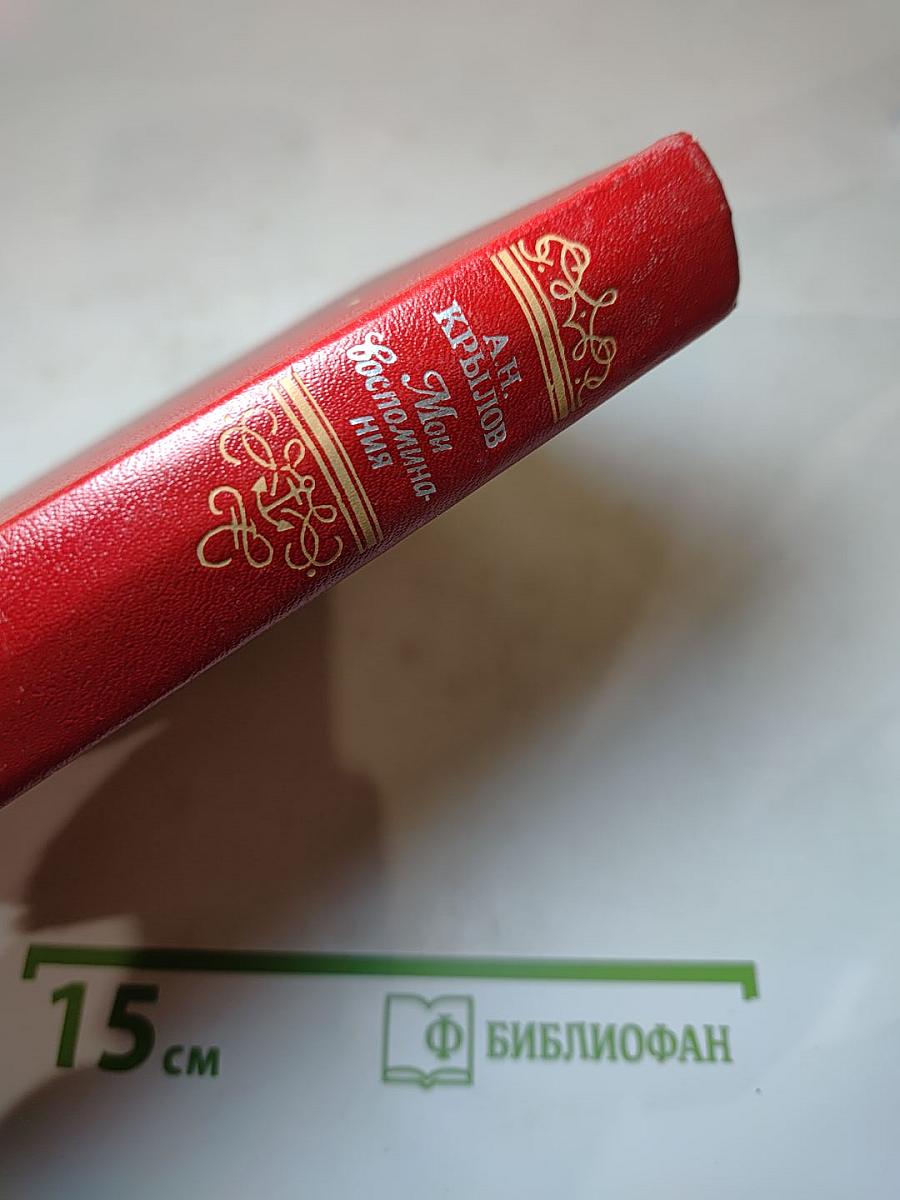 А.Н.
КРЫЛОВ
Мои
воспомина-
ния
15 см
БИБЛИОФАН